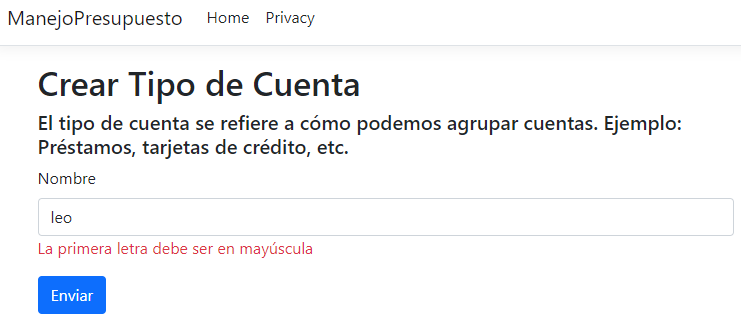 ManejoPresupuesto Home Privacy
Crear Tipo de Cuenta
El tipo de cuenta se refiere a cómo podemos agrupar cuentas. Ejemplo:
Préstamos, tarjetas de crédito, etc.
Nombre
leo
La primera letra debe ser en mayúscula
Enviar